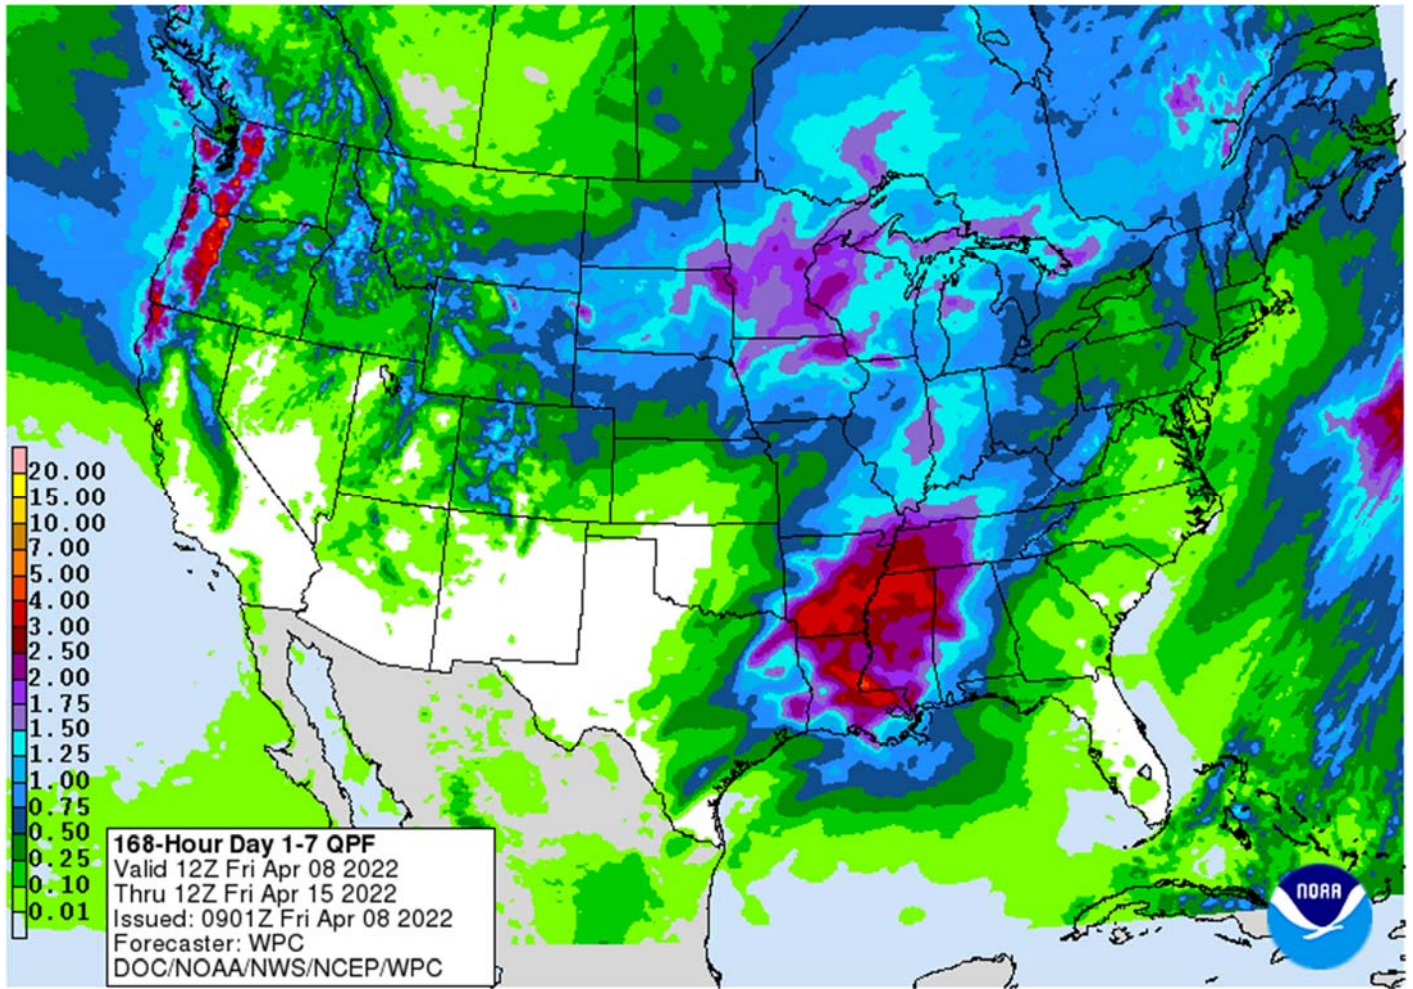 20.00
15.00
10.00
7.00
5.00
4.00
3.00
2.50
2.00
1.75
1.50
1.25
1.00
0.75
0.50
0.25
0.10
0.01
168-Hour Day 1-7 QPF
Valid 12Z Fri Apr 08 2022
Thru 12Z Fri Apr 15 2022
Issued: 0901Z Fri Apr 08 2022
Forecaster: WPC
DOC/NOAA/NWS/NCEP/WPC
NOAA